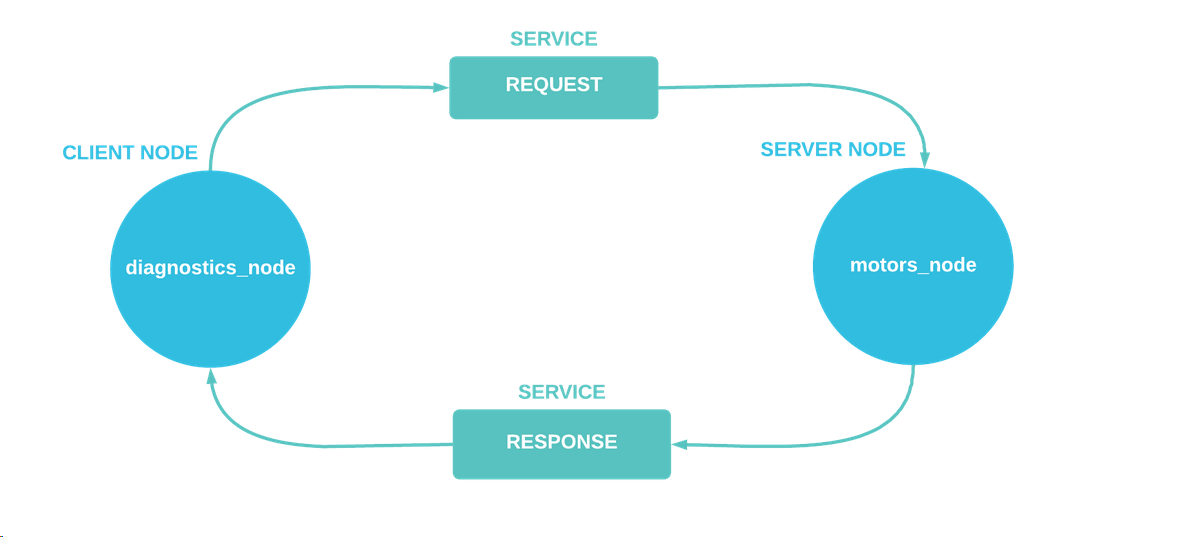 SERVICE
REQUEST
CLIENT NODE
SERVER NODE
diagnostics_node
motors_node
SERVICE
RESPONSE